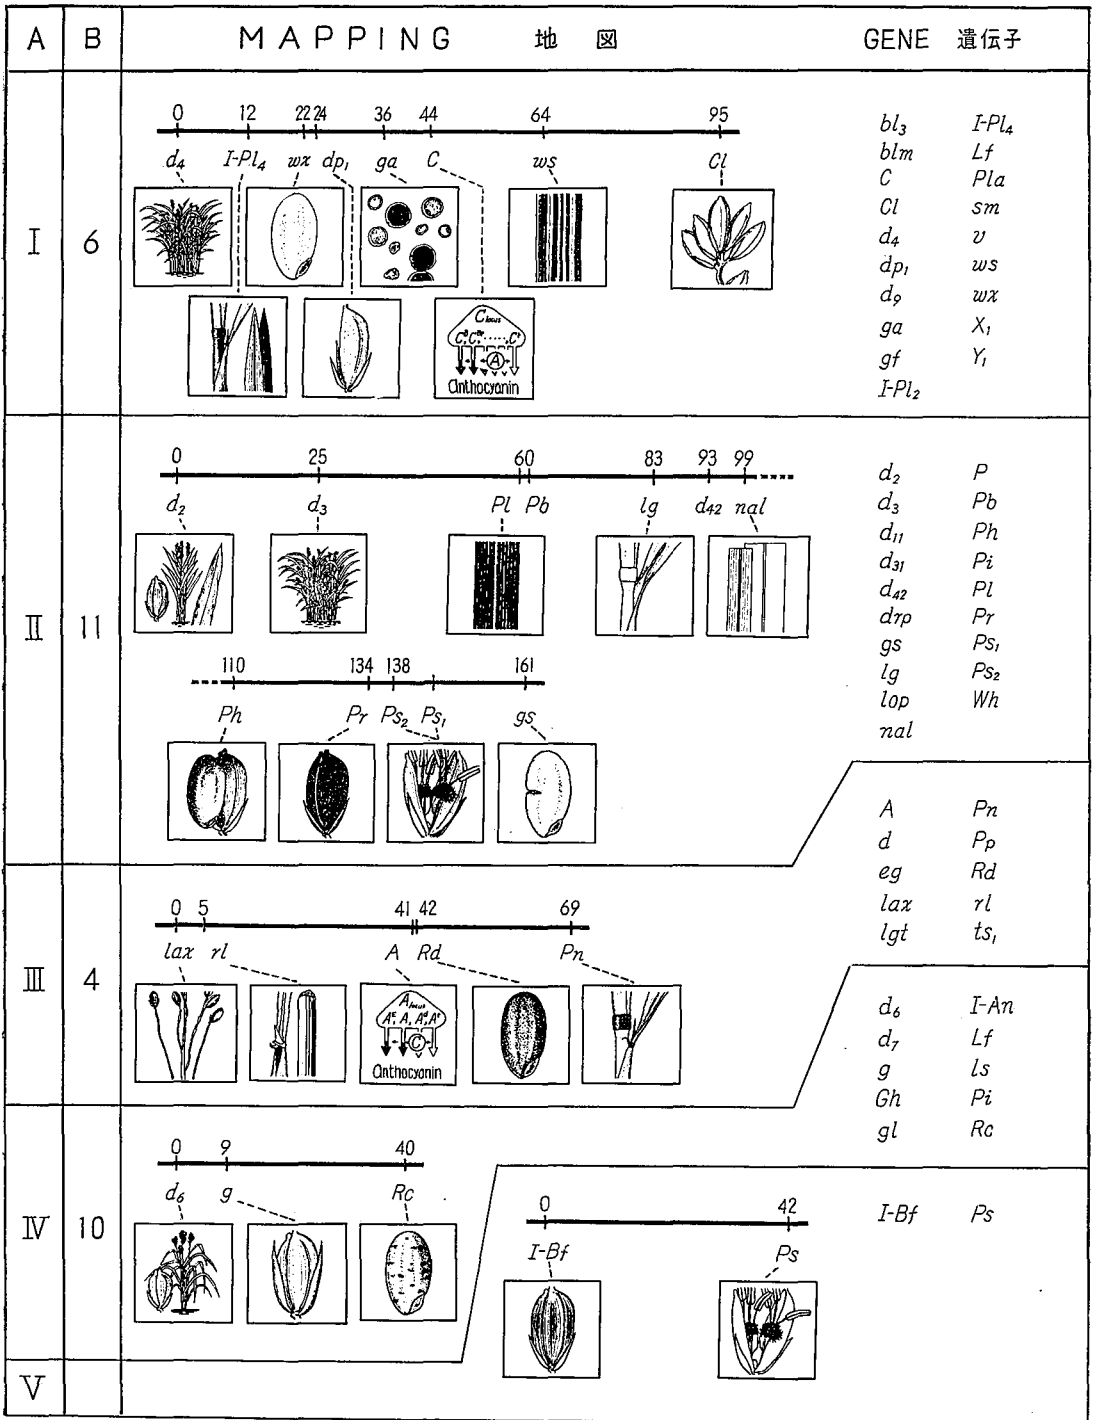 A B MAPPING 地図 GENE 遺伝子
I 6
0 12 22 24 36 44 64 95
d₄ I-Pl₄ wx dp₁ ga C ws Cl
C locus
Anthocyanin
bl₃ I-Pl₄
blm Lf
C Pla
Cl sm
d₄ v
dp₁ ws
d₉ wx
ga X₁
gf Y₁
I-Pl₂
II 11
0 25 60 83 93 99
d₂ d₃ Pl Pb lg d₄₂ nal
110 134 138 161
Ph Pr Ps₂ Ps₁ gs
d₂ P
d₃ Pb
d₁₁ Ph
d₃₁ Pi
d₄₂ Pl
drp Pr
gs Ps₁
lg Ps₂
lop Wh
nal
III 4
0 5 41 42 69
lax rl A Rd Pn
A locus
Anthocyanin
A Pn
d Pp
eg Rd
lax rl
lgt ts₁
IV 10
0 9 40
d₆ g Rc
d₆ I-An
d₇ Lf
g ls
Gh Pi
gl Rc
V
0 42
I-Bf Ps
I-Bf Ps